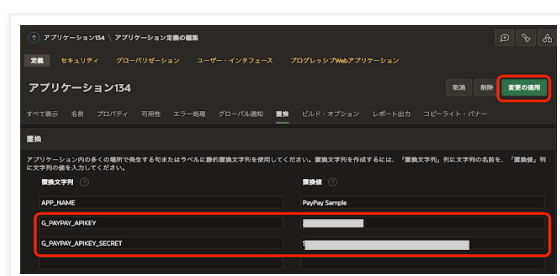 アプリケーション134 \ アプリケーション定義の編集
定義 セキュリティ グローバリゼーション ユーザー・インタフェース プログレッシブWebアプリケーション
アプリケーション134 取消 削除 変更の適用
すべて表示 名前 プロパティ 可用性 エラー処理 グローバル通知 置換 ビルド・オプション レポート出力 コピーライト・バナー
置換
アプリケーション内の多くの場所で発生する句またはラベルに静的置換文字列を使用してください。置換文字列を作成するには、「置換文字列」列に文字列の名前を、「置換値」列
に文字列の値を入力してください。
置換文字列 置換値
APP_NAME PayPay Sample
G_PAYPAY_APIKEY
G_PAYPAY_APIKEY_SECRET